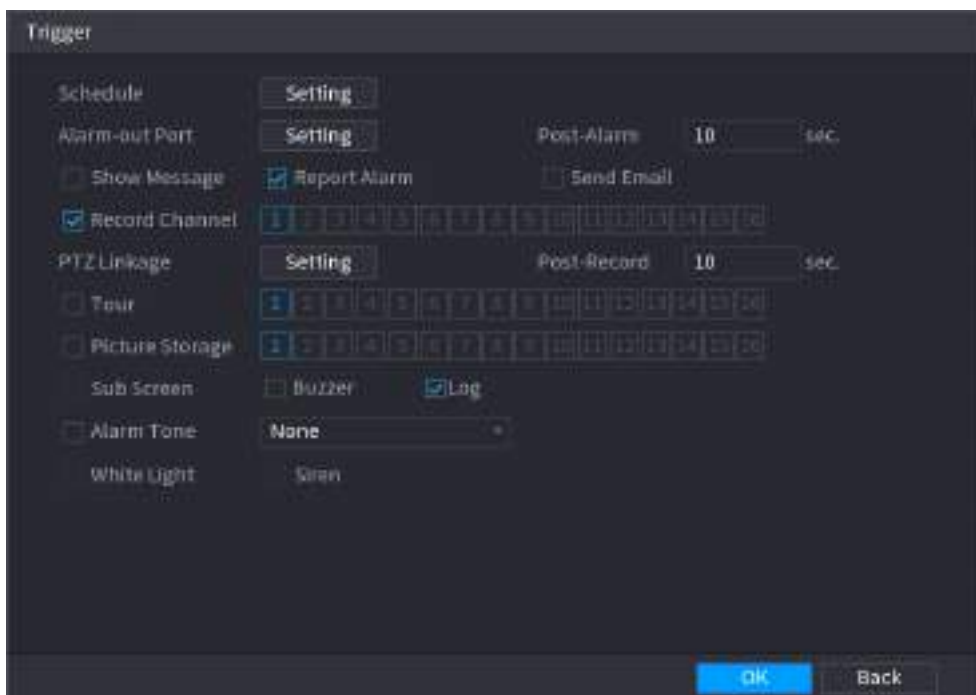 Trigger
Schedule Setting
Alarm-out Port Setting Post-Alarm 10 sec.
Show Message Report Alarm Send Email
Record Channel 1 2 3 4 5 6 7 8 9 10 11 12 13 14 15 16
PTZ Linkage Setting Post-Record 10 sec.
Tour 1 2 3 4 5 6 7 8 9 10 11 12 13 14 15 16
Picture Storage 1 2 3 4 5 6 7 8 9 10 11 12 13 14 15 16
Sub Screen Buzzer Log
Alarm Tone None
White Light Siren
OK Back